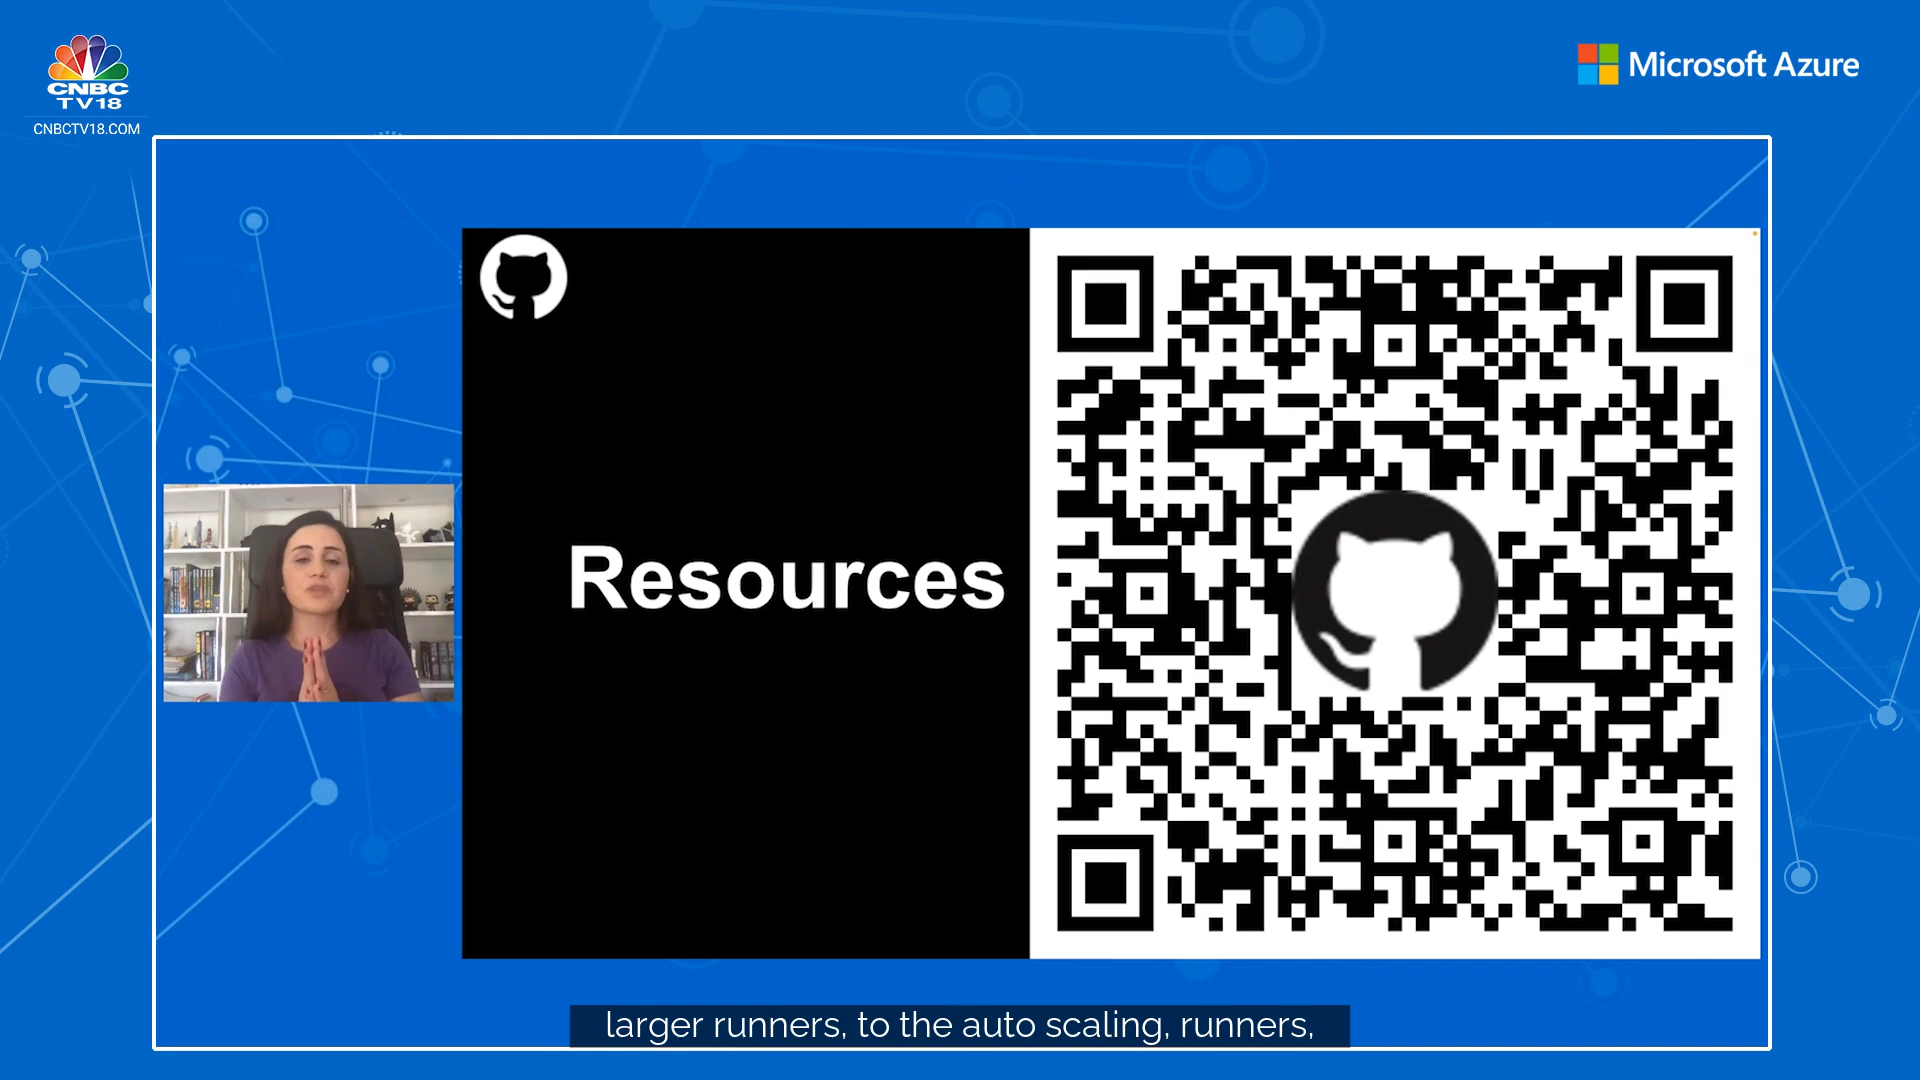 CNBC
TV18
CNBCTV18.COM
Microsoft Azure
Resources
larger runners, to the auto scaling, runners,